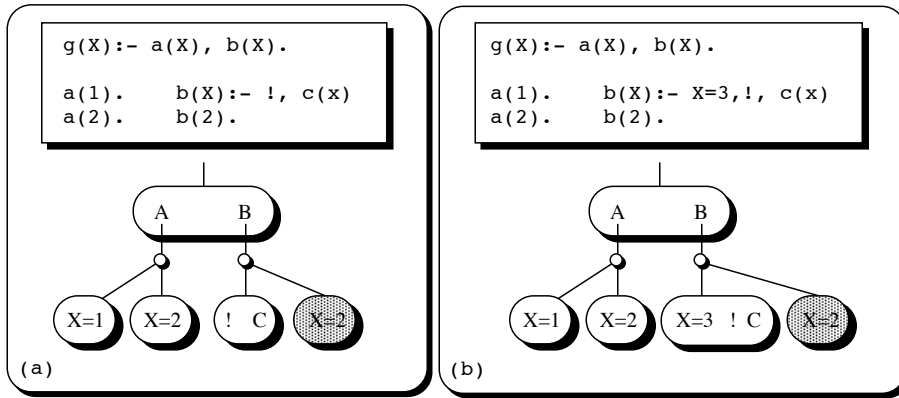 g(X):- a(X), b(X).
a(1). b(X):- !, c(x)
a(2). b(2).
A B
X=1 X=2 ! C X=2
(a)
g(X):- a(X), b(X).
a(1). b(X):- X=3,!, c(x)
a(2). b(2).
A B
X=1 X=2 X=3 ! C X=2
(b)